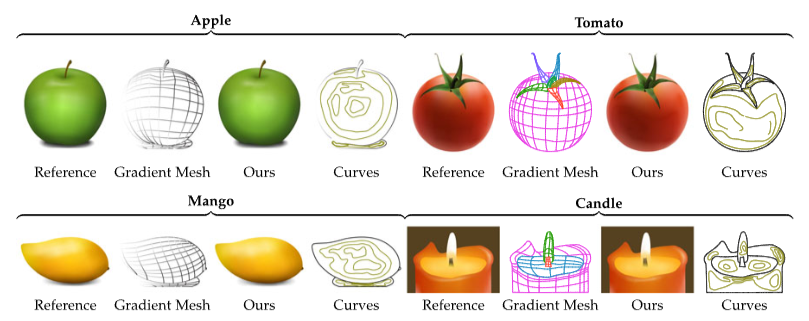 Apple Tomato
Reference Gradient Mesh Ours Curves Reference Gradient Mesh Ours Curves
Mango Candle
Reference Gradient Mesh Ours Curves Reference Gradient Mesh Ours Curves